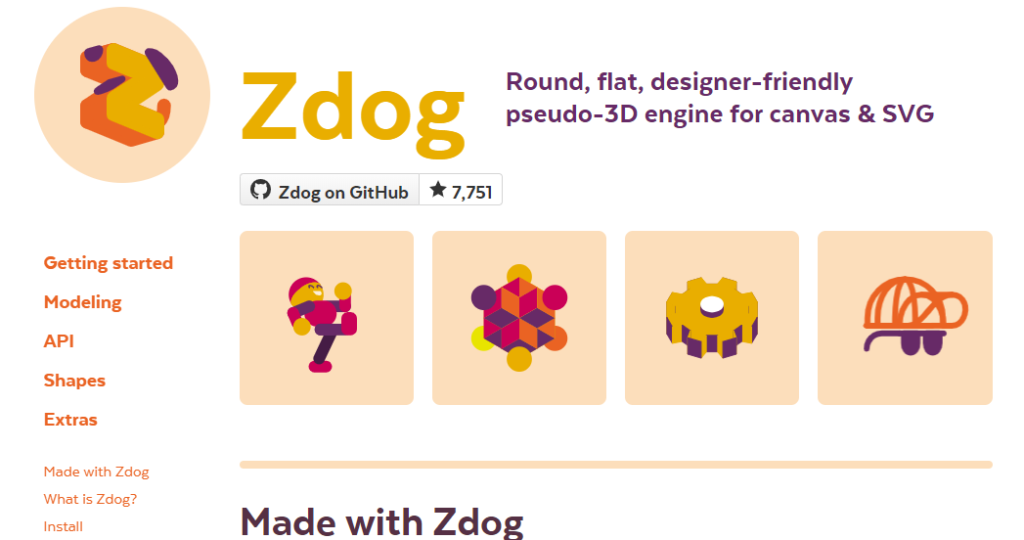 Zdog
Round, flat, designer-friendly
pseudo-3D engine for canvas & SVG
Zdog on GitHub
7,751
Getting started
Modeling
API
Shapes
Extras
Made with Zdog
What is Zdog?
Install
Made with Zdog